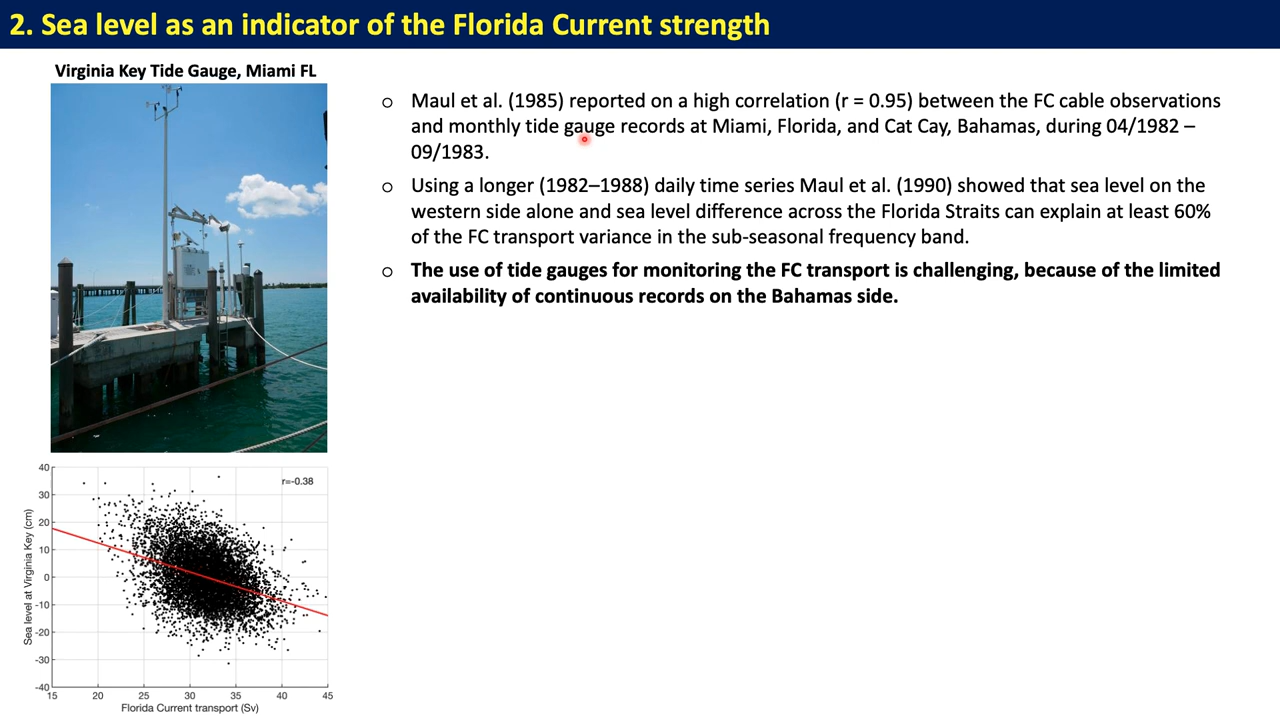 2. Sea level as an indicator of the Florida Current strength
Virginia Key Tide Gauge, Miami FL
o Maul et al. (1985) reported on a high correlation (r = 0.95) between the FC cable observations
and monthly tide gauge records at Miami, Florida, and Cat Cay, Bahamas, during 04/1982 –
09/1983.
o Using a longer (1982–1988) daily time series Maul et al. (1990) showed that sea level on the
western side alone and sea level difference across the Florida Straits can explain at least 60%
of the FC transport variance in the sub-seasonal frequency band.
o The use of tide gauges for monitoring the FC transport is challenging, because of the limited
availability of continuous records on the Bahamas side.
r=-0.38
Sea level at Virginia Key (cm)
40
30
20
10
0
-10
-20
-30
-40
15 20 25 30 35 40 45
Florida Current transport (Sv)